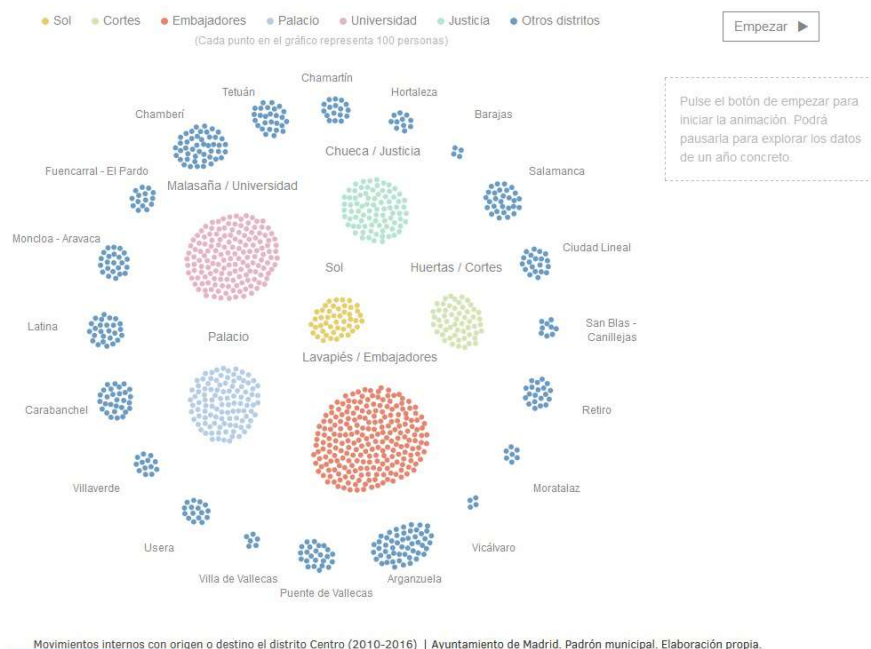 Sol Cortes Embajadores Palacio Universidad Justicia Otros distritos
(Cada punto en el gráfico representa 100 personas)
Empezar
Pulse el botón de empezar para
iniciar la animación. Podrá
pausarla para explorar los datos
de un año concreto.
Chamartín
Tetuán
Hortaleza
Chamberí
Barajas
Chueca / Justicia
Fuencarral - El Pardo
Salamanca
Malasaña / Universidad
Moncloa - Aravaca
Ciudad Lineal
Sol
Huertas / Cortes
Latina
San Blas -
Canillejas
Palacio
Lavapiés / Embajadores
Carabanchel
Retiro
Villaverde
Moratalaz
Usera
Vicálvaro
Villa de Vallecas
Arganzuela
Puente de Vallecas
Movimientos internos con origen o destino el distrito Centro (2010-2016) | Ayuntamiento de Madrid. Padrón municipal. Elaboración propia.